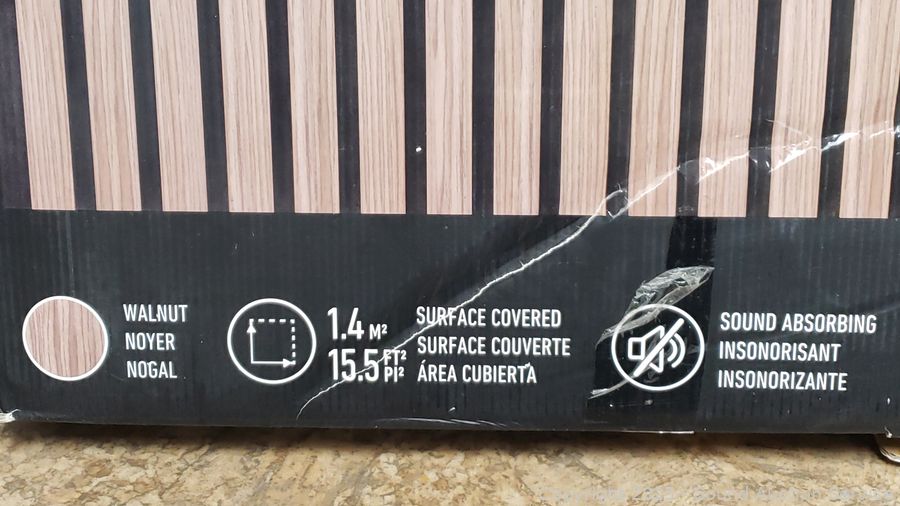 WALNUT
NOYER
NOGAL
1.4 M²
15.5 FT²
PI²
SURFACE COVERED
SURFACE COUVERTE
ÁREA CUBIERTA
SOUND ABSORBING
INSONORISANT
INSONORIZANTE